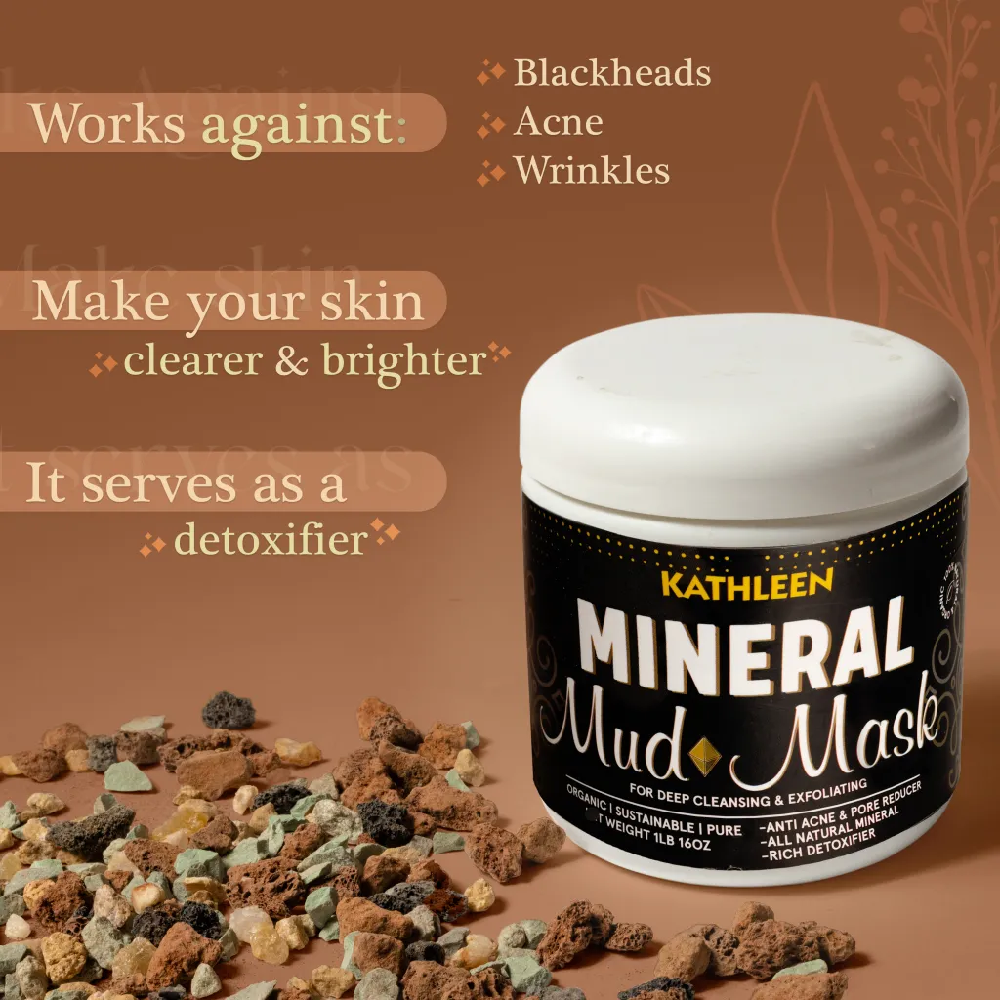 Works against:
Blackheads
Acne
Wrinkles
Make your skin
clearer & brighter
It serves as a
detoxifier
KATHLEEN
MINERAL
Mud Mask
FOR DEEP CLEANSING & EXFOLIATING
ORGANIC | SUSTAINABLE | PURE
T WEIGHT 1LB 16OZ
-ANTI ACNE & PORE REDUCER
-ALL NATURAL MINERAL
-RICH DETOXIFIER